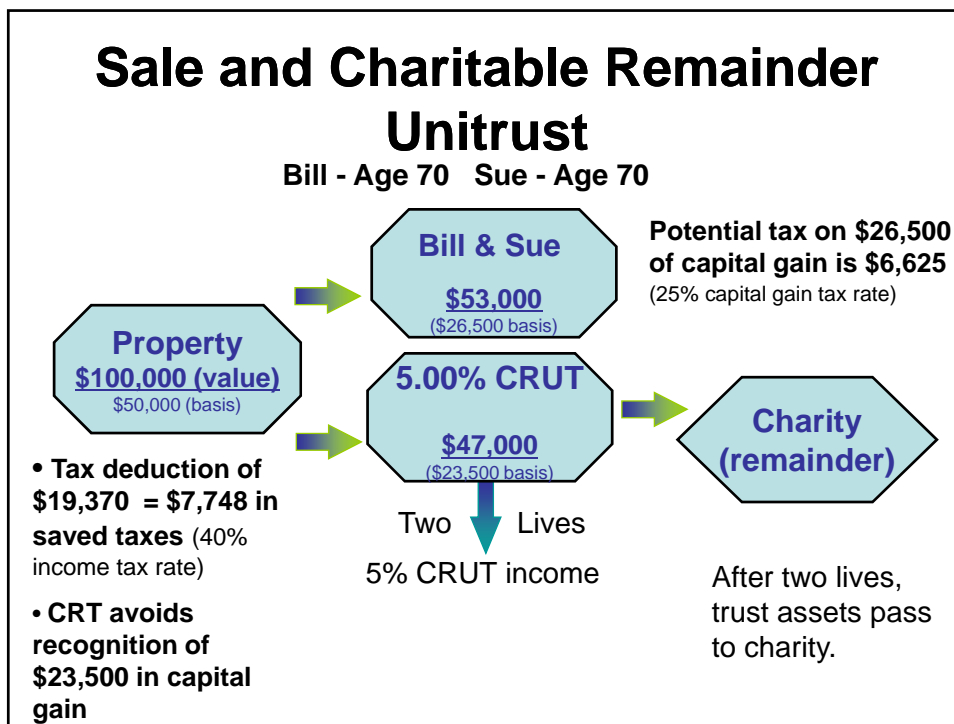 Sale and Charitable Remainder
Unitrust
Bill - Age 70 Sue - Age 70
Bill & Sue
$53,000
($26,500 basis)
Potential tax on $26,500
of capital gain is $6,625
(25% capital gain tax rate)
Property
$100,000 (value)
$50,000 (basis)
5.00% CRUT
$47,000
($23,500 basis)
Charity
(remainder)
• Tax deduction of
$19,370 = $7,748 in
saved taxes (40%
income tax rate)
• CRT avoids
recognition of
$23,500 in capital
gain
Two Lives
5% CRUT income
After two lives,
trust assets pass
to charity.